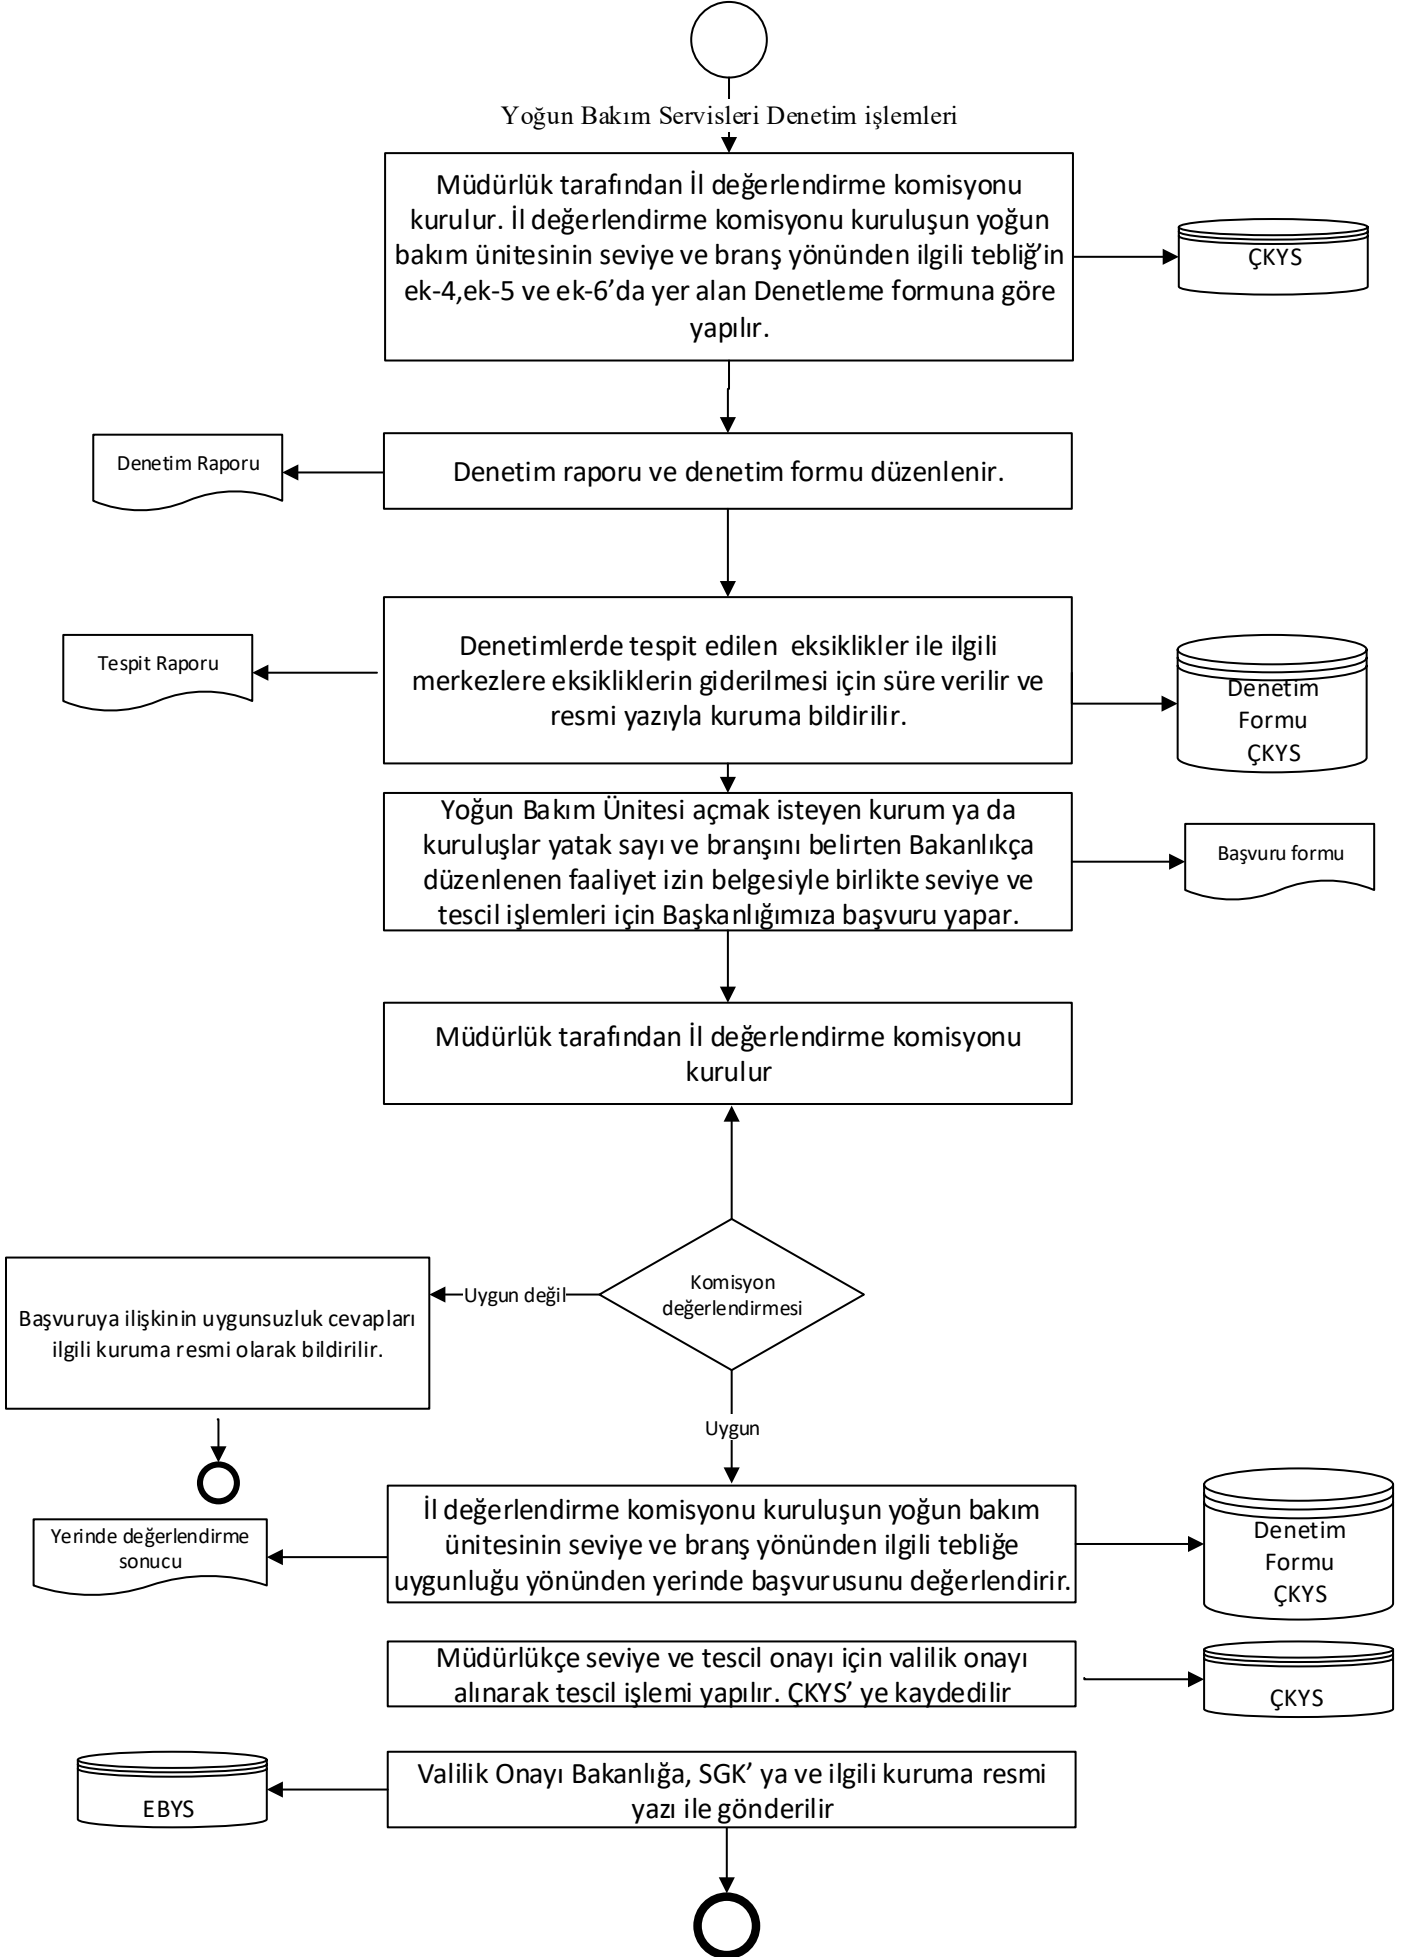 Yoğun Bakım Servisleri Denetim işlemleri
Müdürlük tarafından İl değerlendirme komisyonu
kurulur. İl değerlendirme komisyonu kuruluşun yoğun
bakım ünitesinin seviye ve branş yönünden ilgili tebliğ’in
ek-4,ek-5 ve ek-6’da yer alan Denetleme formuna göre
yapılır.
ÇKYS
Denetim Raporu
Denetim raporu ve denetim formu düzenlenir.
Tespit Raporu
Denetimlerde tespit edilen  eksiklikler ile ilgili
merkezlere eksikliklerin giderilmesi için süre verilir ve
resmi yazıyla kuruma bildirilir.
Denetim
Formu
ÇKYS
Yoğun Bakım Ünitesi açmak isteyen kurum ya da
kuruluşlar yatak sayı ve branşını belirten Bakanlıkça
düzenlenen faaliyet izin belgesiyle birlikte seviye ve
tescil işlemleri için Başkanlığımıza başvuru yapar.
Başvuru formu
Müdürlük tarafından İl değerlendirme komisyonu
kurulur
Komisyon
değerlendirmesi
Uygun değil
Başvuruya ilişkinin uygunsuzluk cevapları
ilgili kuruma resmi olarak bildirilir.
Uygun
İl değerlendirme komisyonu kuruluşun yoğun bakım
ünitesinin seviye ve branş yönünden ilgili tebliğe
uygunluğu yönünden yerinde başvurusunu değerlendirir.
Yerinde değerlendirme
sonucu
Denetim
Formu
ÇKYS
Müdürlükçe seviye ve tescil onayı için valilik onayı
alınarak tescil işlemi yapılır. ÇKYS’ ye kaydedilir
ÇKYS
Valilik Onayı Bakanlığa, SGK’ ya ve ilgili kuruma resmi
yazı ile gönderilir
EBYS